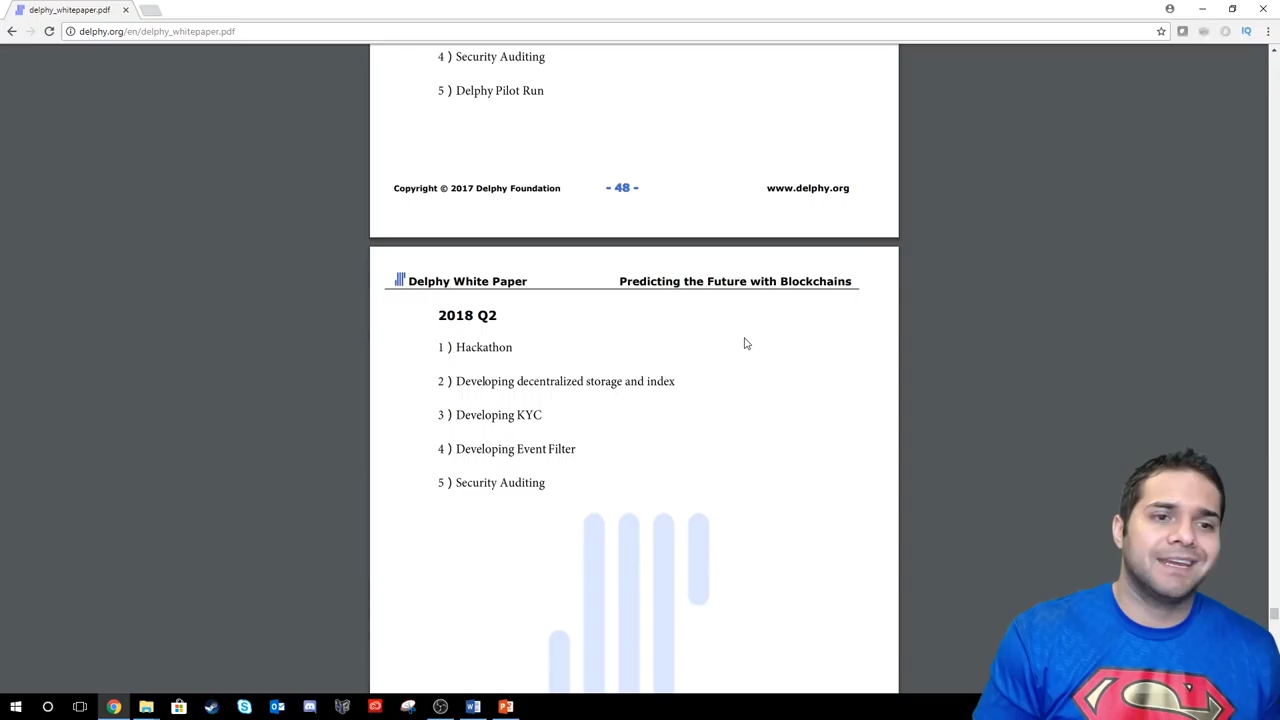 delphy_whitepaper.pdf
delphy.org/en/delphy_whitepaper.pdf
4 ) Security Auditing
5 ) Delphy Pilot Run
Copyright © 2017 Delphy Foundation - 48 - www.delphy.org
Delphy White Paper Predicting the Future with Blockchains
2018 Q2
1 ) Hackathon
2 ) Developing decentralized storage and index
3 ) Developing KYC
4 ) Developing Event Filter
5 ) Security Auditing